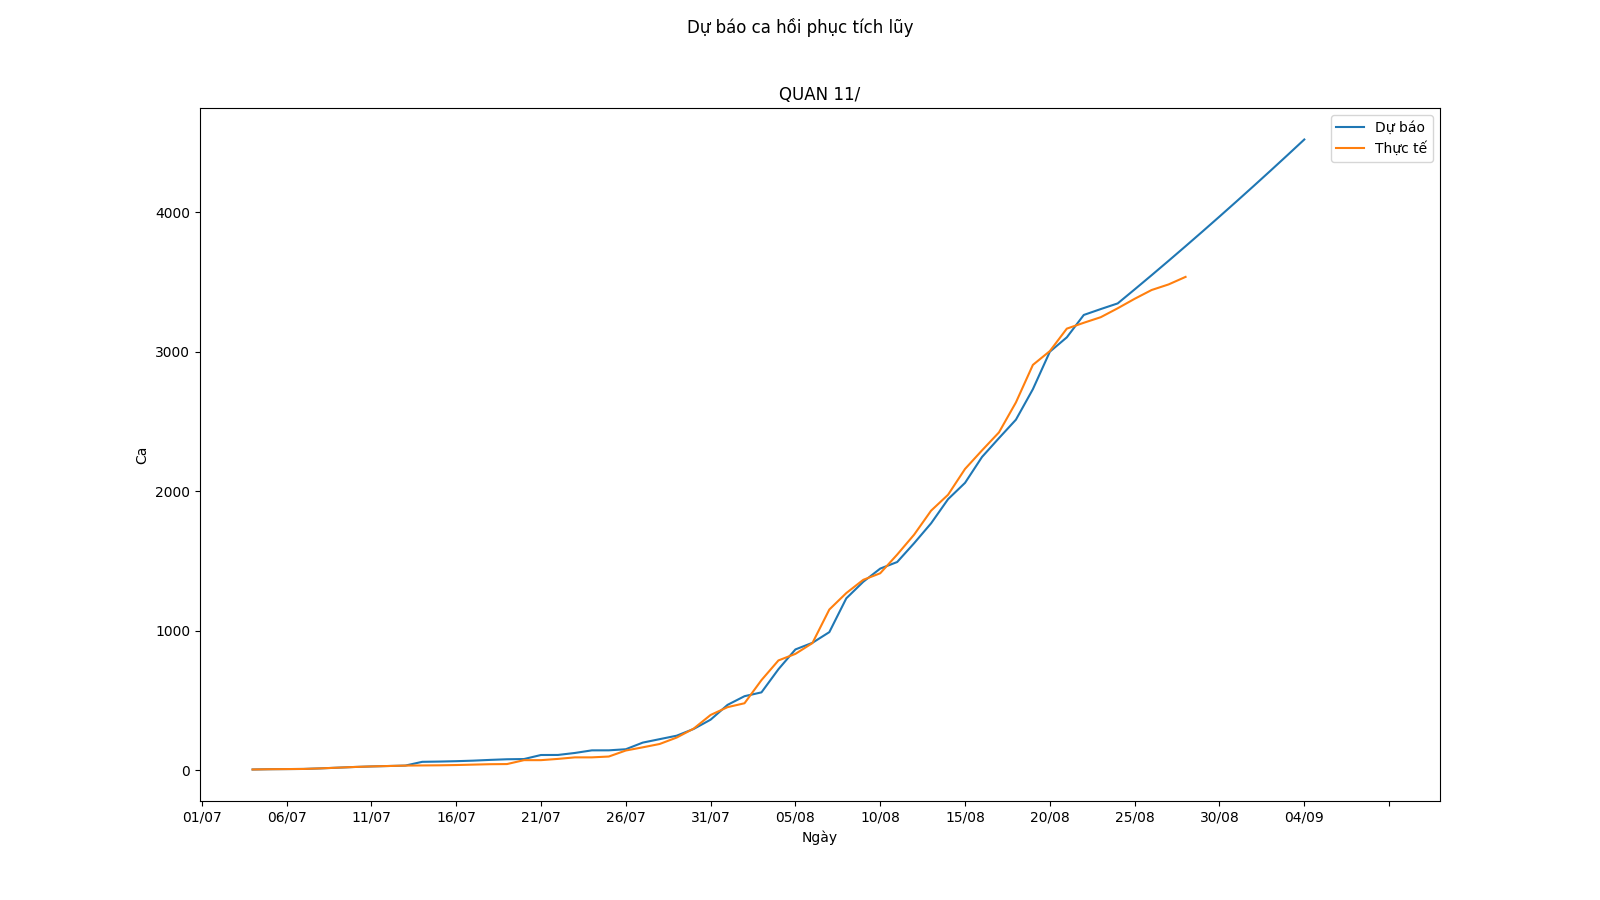 Dự báo ca hồi phục tích lũy
QUAN 11/
Dự báo
Thực tế
Ca
4000
3000
2000
1000
0
01/07 06/07 11/07 16/07 21/07 26/07 31/07 05/08 10/08 15/08 20/08 25/08 30/08 04/09
Ngày